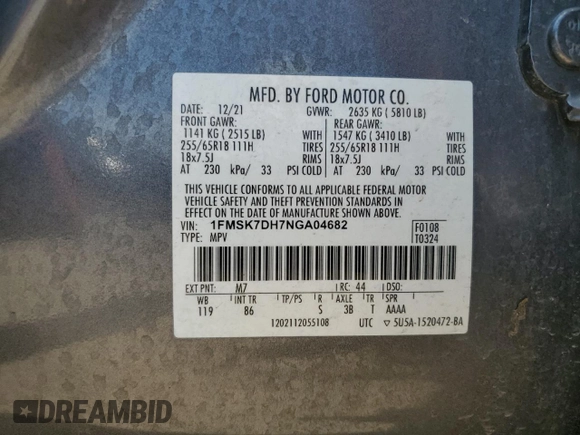 MFD. BY FORD MOTOR CO.
DATE: 12/21 GVWR: 2635 KG ( 5810 LB)
FRONT GAWR: REAR GAWR:
1141 KG ( 2515 LB) WITH 1547 KG ( 3410 LB) WITH
255/65R18 111H TIRES 255/65R18 111H TIRES
18x7.5J RIMS 18x7.5J RIMS
AT 230 kPa/ 33 PSI COLD AT 230 kPa/ 33 PSI COLD
THIS VEHICLE CONFORMS TO ALL APPLICABLE FEDERAL MOTOR
VEHICLE SAFETY AND THEFT PREVENTION STANDARDS IN
EFFECT ON THE DATE OF MANUFACTURE SHOWN ABOVE.
VIN: 1FMSK7DH7NGA04682 F0108
TYPE: MPV T0324
EXT PNT: M7 RC: 44 DSO:
WB INT TR TP/PS R AXLE TR SPR
119 86 S 3B T AAAA
1202112055108 UTC ▽ 5U5A-1520472-BA
DREAMBID